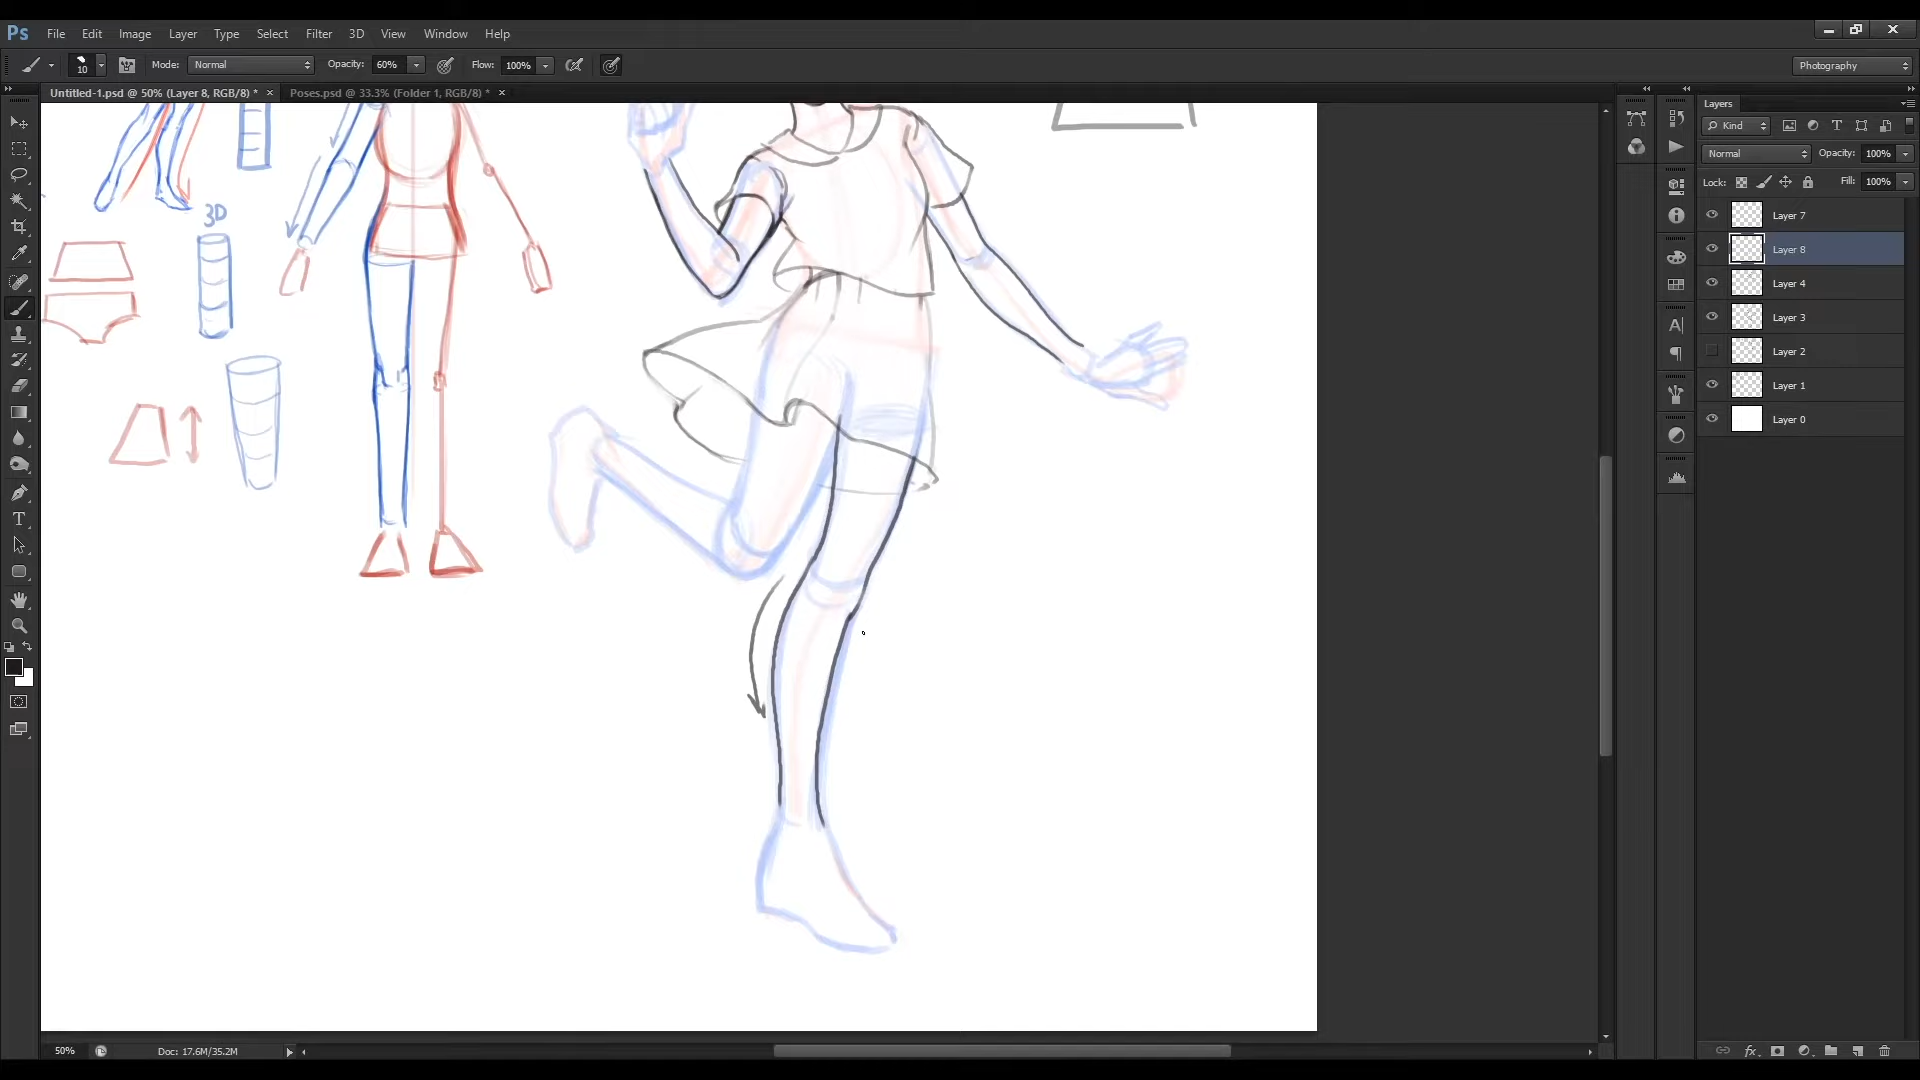 Ps File Edit Image Layer Type Select Filter 3D View Window Help
10 Mode: Normal Opacity: 60% Flow: 100% Photography
Untitled-1.psd @ 50% (Layer 8, RGB/8) * × Poses.psd @ 33.3% (Folder 1, RGB/8) * ×
Layers
Kind
Normal Opacity: 100%
Lock: Fill: 100%
Layer 7
Layer 8
Layer 4
Layer 3
Layer 2
Layer 1
Layer 0
3D
50% Doc: 17.6M/35.2M